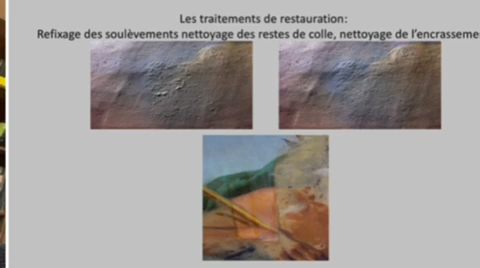 Les traitements de restauration:
Refixage des soulèvements nettoyage des restes de colle, nettoyage de l'encrasseme